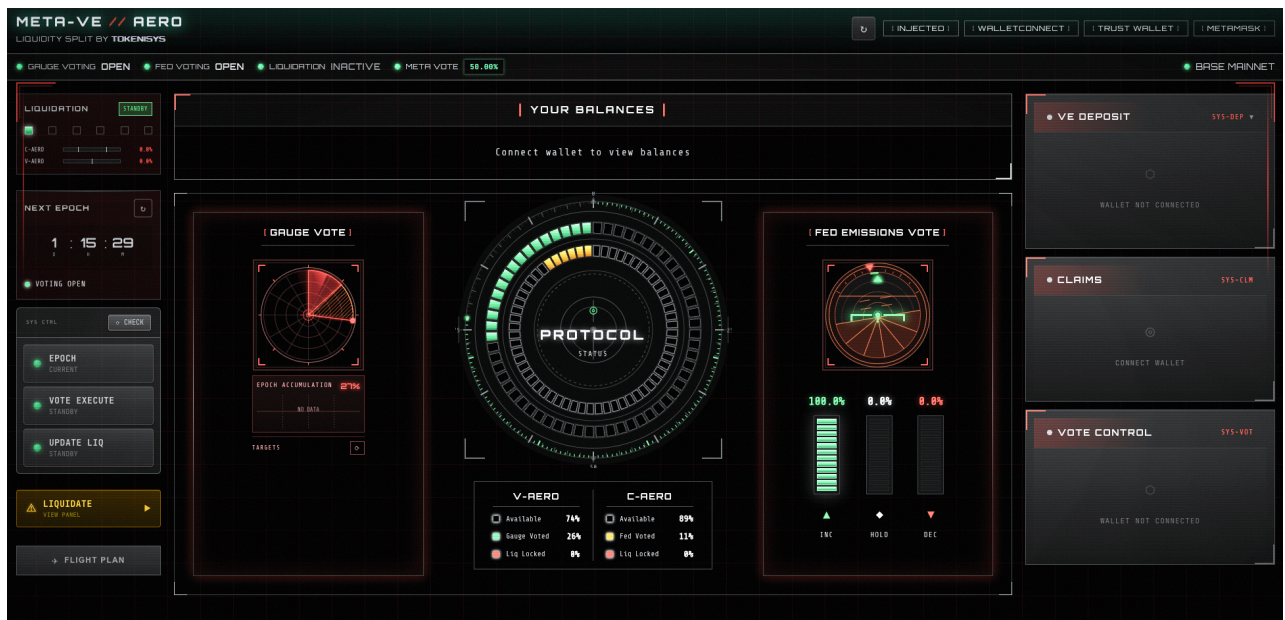 META-VE // AERO
LIQUIDITY SPLIT BY TOKENISYS
↻
[ INJECTED ]
[ WALLETCONNECT ]
[ TRUST WALLET ]
[ METAMASK ]
GAUGE VOTING OPEN
FED VOTING OPEN
LIQUIDATION INACTIVE
META VOTE 50.00%
BASE MAINNET
LIQUIDATION STANDBY
C-AERO 0.0%
V-AERO 0.0%
NEXT EPOCH ↻
1 : 15 : 29
D H M
VOTING OPEN
SYS CTRL CHECK
EPOCH
CURRENT
VOTE EXECUTE
STANDBY
UPDATE LIQ
STANDBY
LIQUIDATE
VIEW PANEL
FLIGHT PLAN
YOUR BALANCES
Connect wallet to view balances
[ GAUGE VOTE ]
EPOCH ACCUMULATION 27%
NO DATA
TARGETS
PROTOCOL
STATUS
V-AERO
Available 74%
Gauge Voted 26%
Liq Locked 0%
C-AERO
Available 89%
Fed Voted 11%
Liq Locked 0%
[ FED EMISSIONS VOTE ]
100.0% 0.0% 0.0%
INC HOLD DEC
VE DEPOSIT SYS-DEP ▼
WALLET NOT CONNECTED
CLAIMS SYS-CLM
CONNECT WALLET
VOTE CONTROL SYS-VOT
WALLET NOT CONNECTED